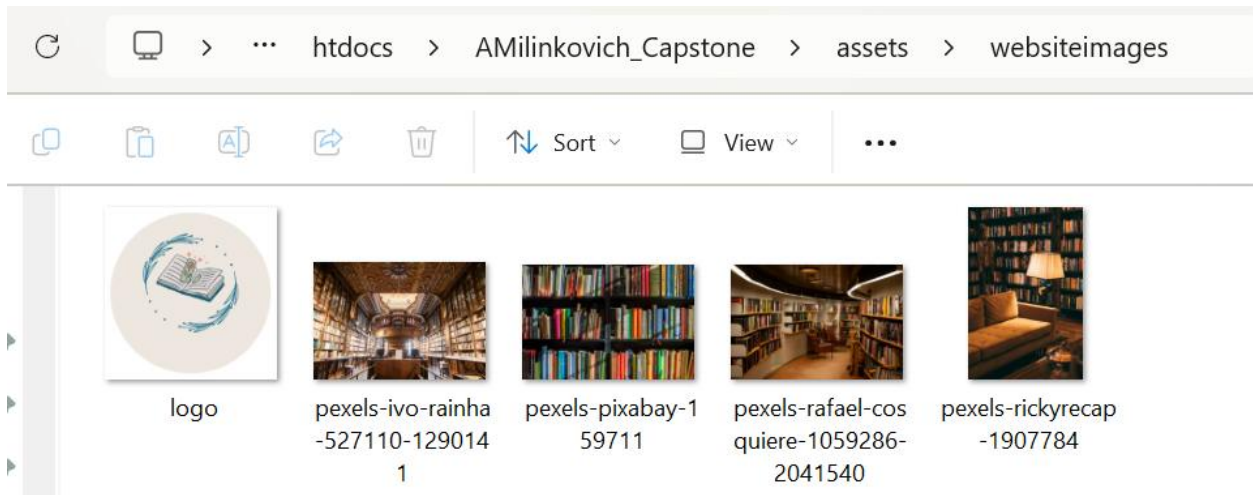 htdocs > AMilinkovich_Capstone > assets > websiteimages
Sort View
logo
pexels-ivo-rainha
-527110-129014
1
pexels-pixabay-1
59711
pexels-rafael-cos
quiere-1059286-
2041540
pexels-rickyrecap
-1907784